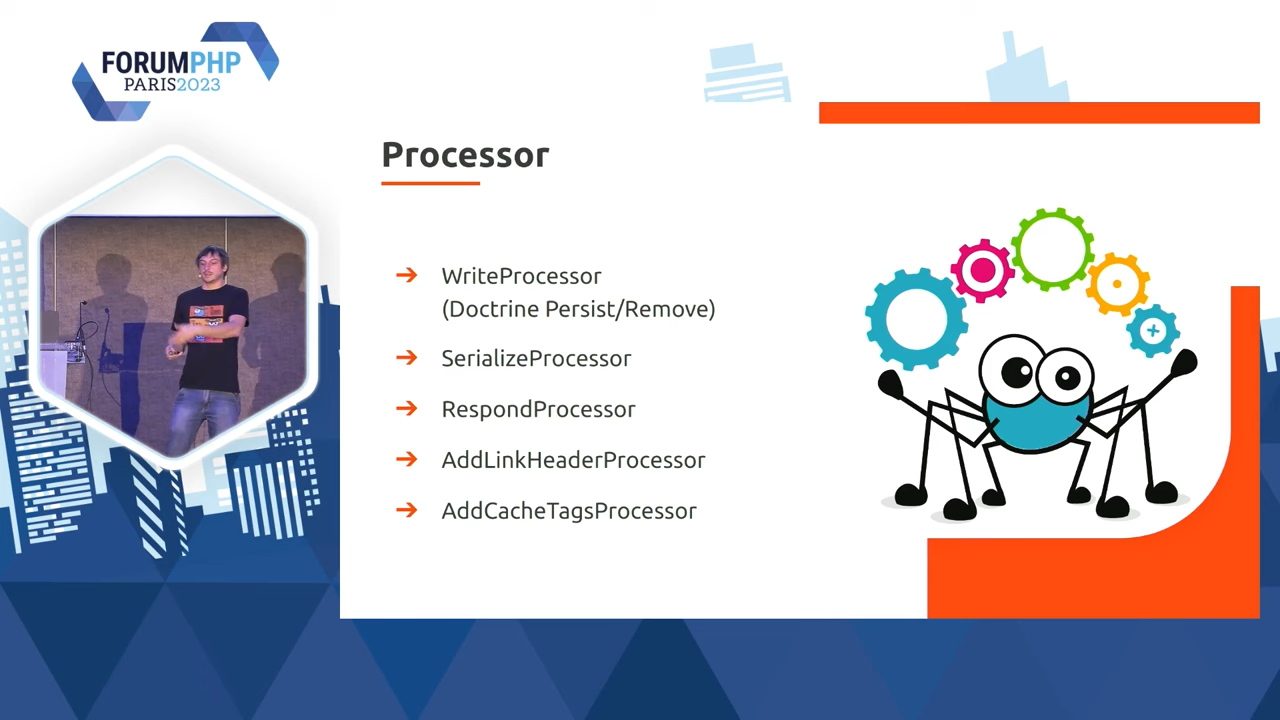 FORUMPHP
PARIS2023
Processor
➔ WriteProcessor
(Doctrine Persist/Remove)
➔ SerializeProcessor
➔ RespondProcessor
➔ AddLinkHeaderProcessor
➔ AddCacheTagsProcessor